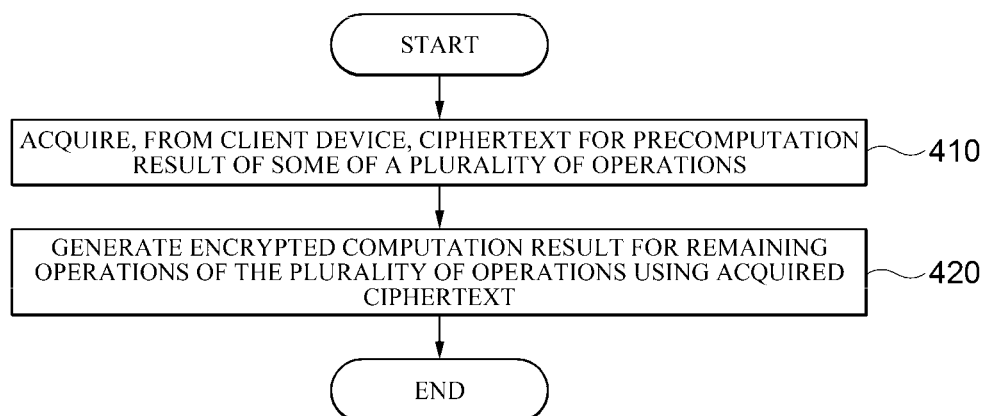 START
ACQUIRE, FROM CLIENT DEVICE, CIPHERTEXT FOR PRECOMPUTATION
RESULT OF SOME OF A PLURALITY OF OPERATIONS
410
GENERATE ENCRYPTED COMPUTATION RESULT FOR REMAINING
OPERATIONS OF THE PLURALITY OF OPERATIONS USING ACQUIRED
CIPHERTEXT
420
END